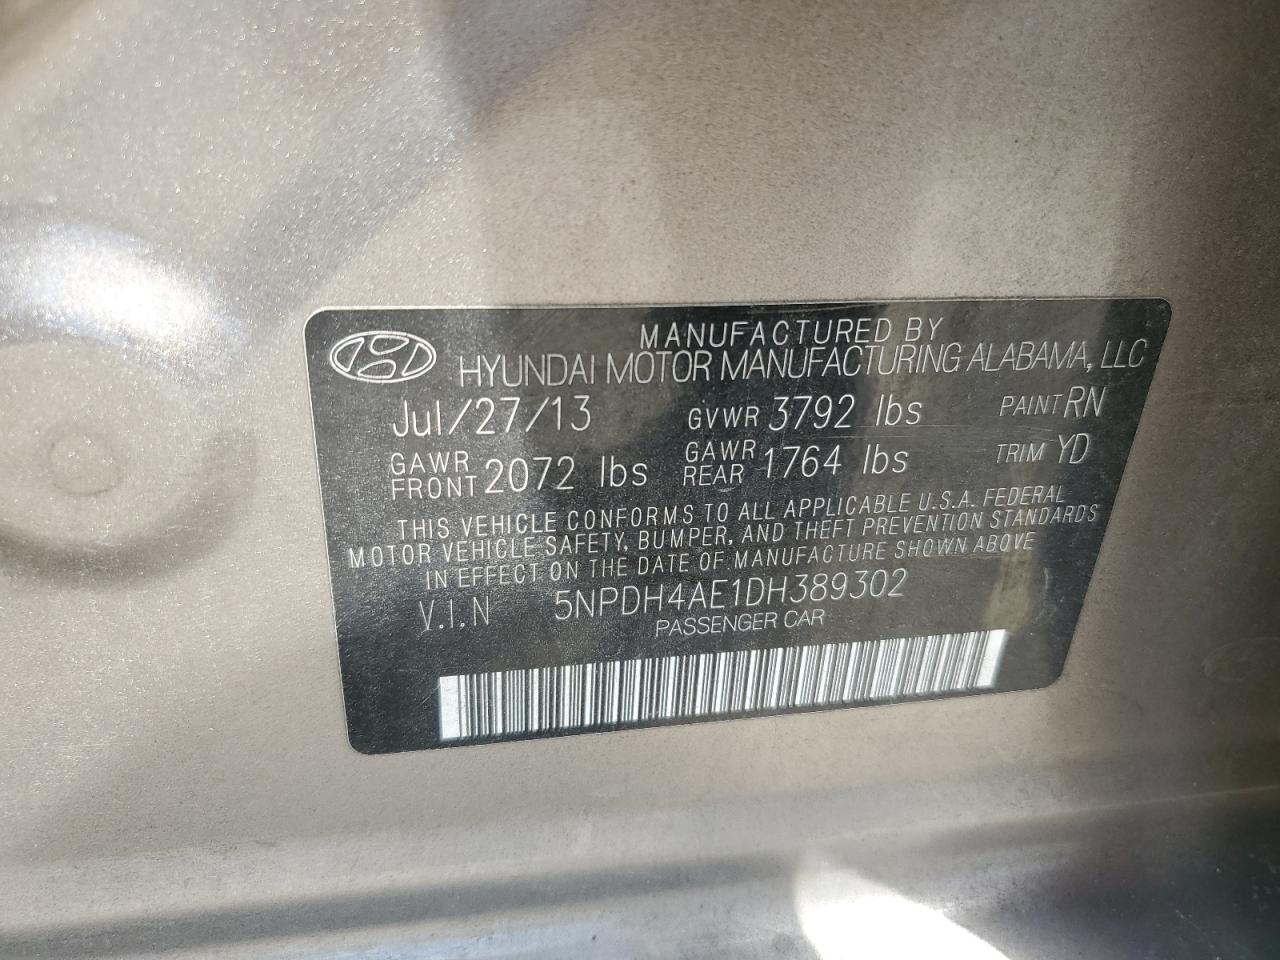 MANUFACTURED BY
HYUNDAI MOTOR MANUFACTURING ALABAMA, LLC
Jul/27/13 GVWR 3792 lbs PAINT RN
GAWR FRONT 2072 lbs GAWR REAR 1764 lbs TRIM YD
THIS VEHICLE CONFORMS TO ALL APPLICABLE U.S.A. FEDERAL
MOTOR VEHICLE SAFETY, BUMPER, AND THEFT PREVENTION STANDARDS
IN EFFECT ON THE DATE OF MANUFACTURE SHOWN ABOVE
V.I.N 5NPDH4AE1DH389302
PASSENGER CAR